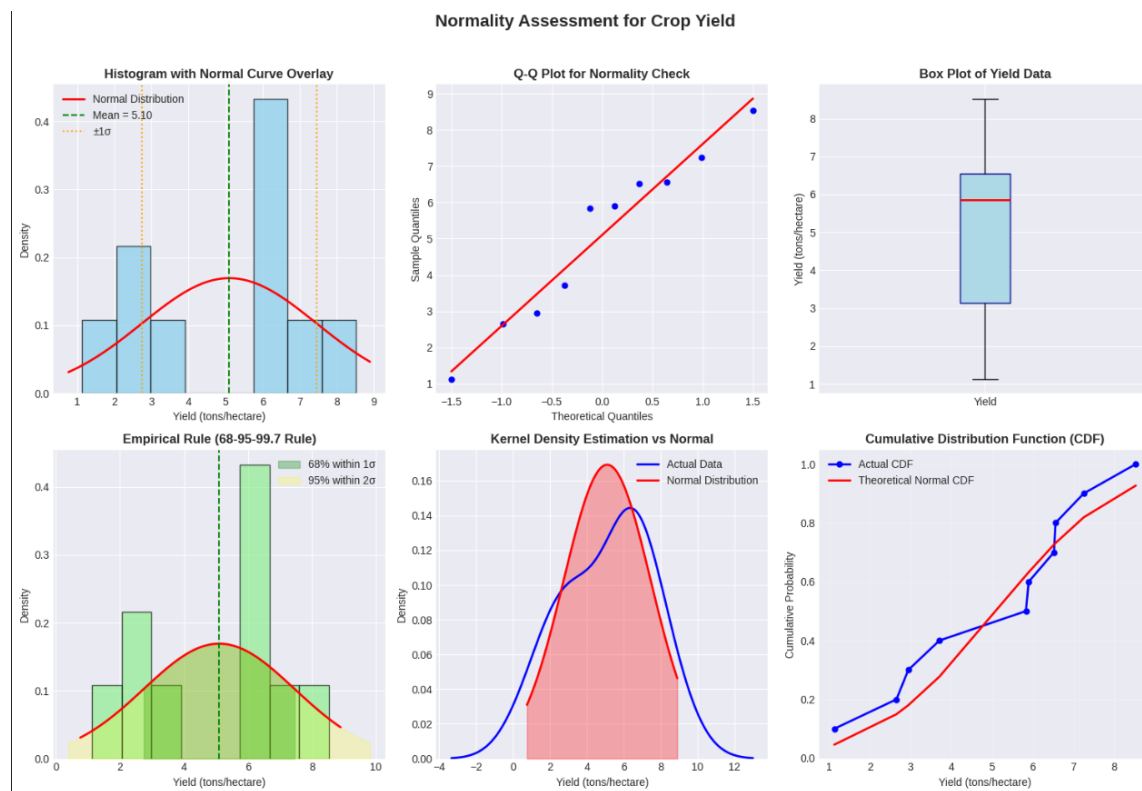 Normality Assessment for Crop Yield
Histogram with Normal Curve Overlay
Normal Distribution
Mean = 5.10
±1σ
0.4
0.3
0.2
0.1
0.0
Density
1 2 3 4 5 6 7 8 9
Yield (tons/hectare)
Q-Q Plot for Normality Check
9
8
7
6
5
4
3
2
1
Sample Quantiles
−1.5 −1.0 −0.5 0.0 0.5 1.0 1.5
Theoretical Quantiles
Box Plot of Yield Data
8
7
6
5
4
3
2
1
Yield (tons/hectare)
Yield
Empirical Rule (68-95-99.7 Rule)
68% within 1σ
95% within 2σ
0.4
0.3
0.2
0.1
0.0
Density
0 2 4 6 8 10
Yield (tons/hectare)
Kernel Density Estimation vs Normal
Actual Data
Normal Distribution
0.16
0.14
0.12
0.10
0.08
0.06
0.04
0.02
0.00
Density
−4 −2 0 2 4 6 8 10 12
Yield (tons/hectare)
Cumulative Distribution Function (CDF)
Actual CDF
Theoretical Normal CDF
1.0
0.8
0.6
0.4
0.2
0.0
Cumulative Probability
1 2 3 4 5 6 7 8
Yield (tons/hectare)